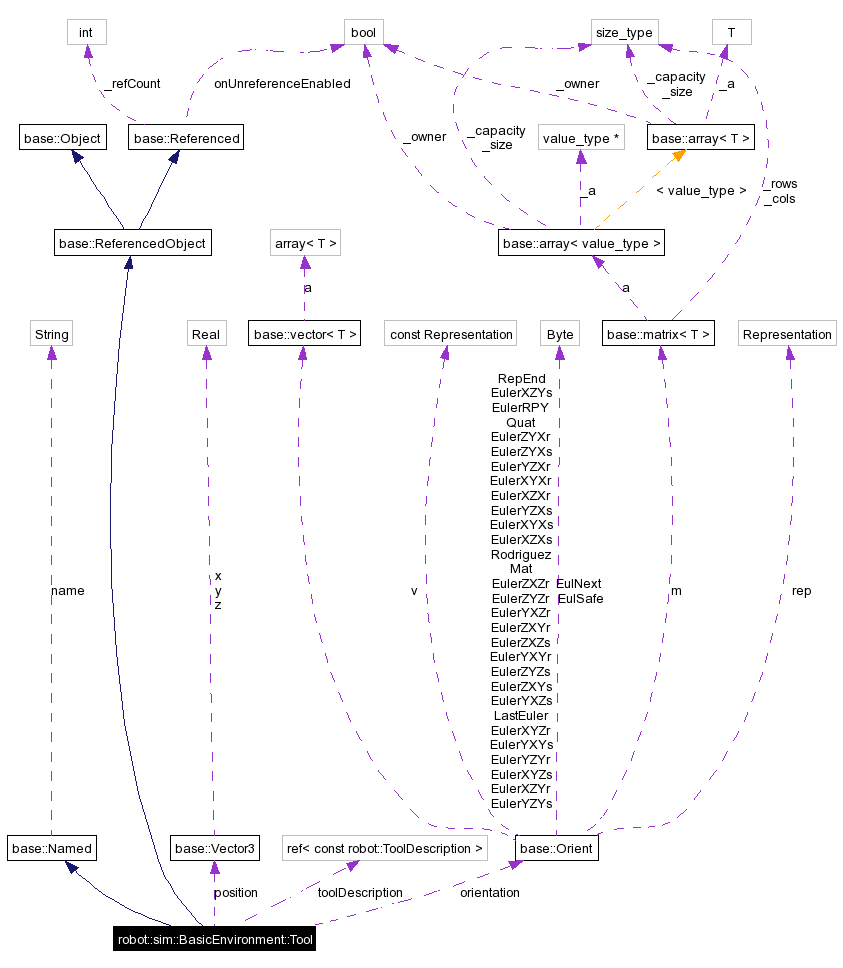 int
bool
size_type
T
_refCount
onUnreferenceEnabled
_owner
_capacity
_size
_a
base::Object
base::Referenced
_owner
_capacity
_size
value_type *
base::array< T >
_a
< value_type >
_rows
_cols
base::ReferencedObject
array< T >
base::array< value_type >
a
a
String
Real
base::vector< T >
const Representation
Byte
base::matrix< T >
Representation
RepEnd
EulerXZYs
EulerRPY
Quat
EulerZYXr
EulerZYXs
EulerYZXr
EulerXYXr
EulerXZXr
EulerYZXs
EulerXYXs
EulerXZXs
Rodriguez
Mat
EulerZXZr EulNext
EulerZYZr EulSafe
EulerYXZr
EulerZXYr
EulerZXZs
EulerYXYr
EulerZYZs
EulerZXYs
EulerYXZs
LastEuler
EulerXYZr
EulerYXYs
EulerYZYr
EulerXYZs
EulerXZYr
EulerYZYs
name
x
y
z
v
m
rep
base::Named
base::Vector3
ref< const robot::ToolDescription >
base::Orient
position
toolDescription
orientation
robot::sim::BasicEnvironment::Tool